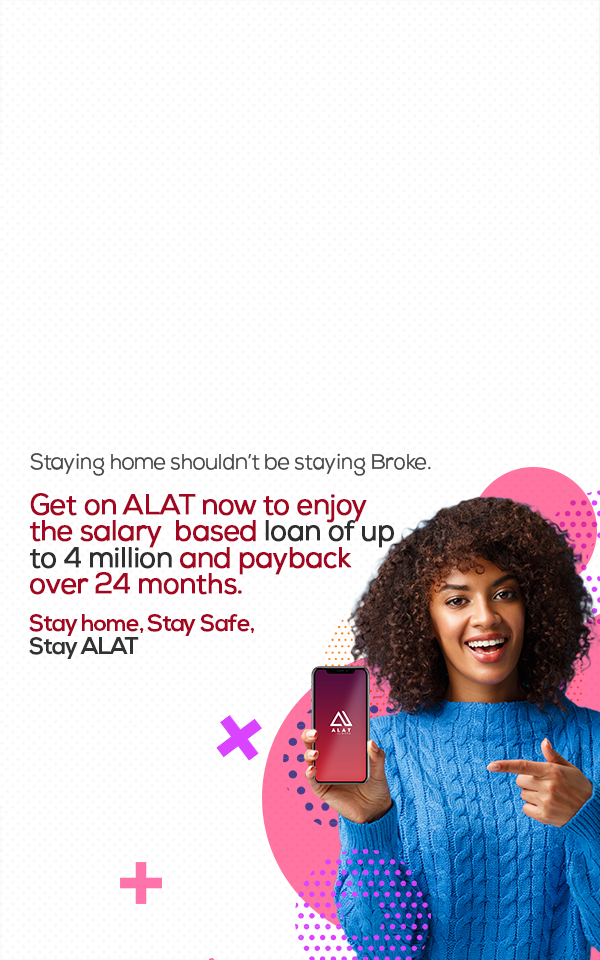 Staying home shouldn't be staying Broke.
Get on ALAT now to enjoy
the salary based loan of up
to 4 million and payback
over 24 months.
Stay home, Stay Safe,
Stay ALAT
ALAT